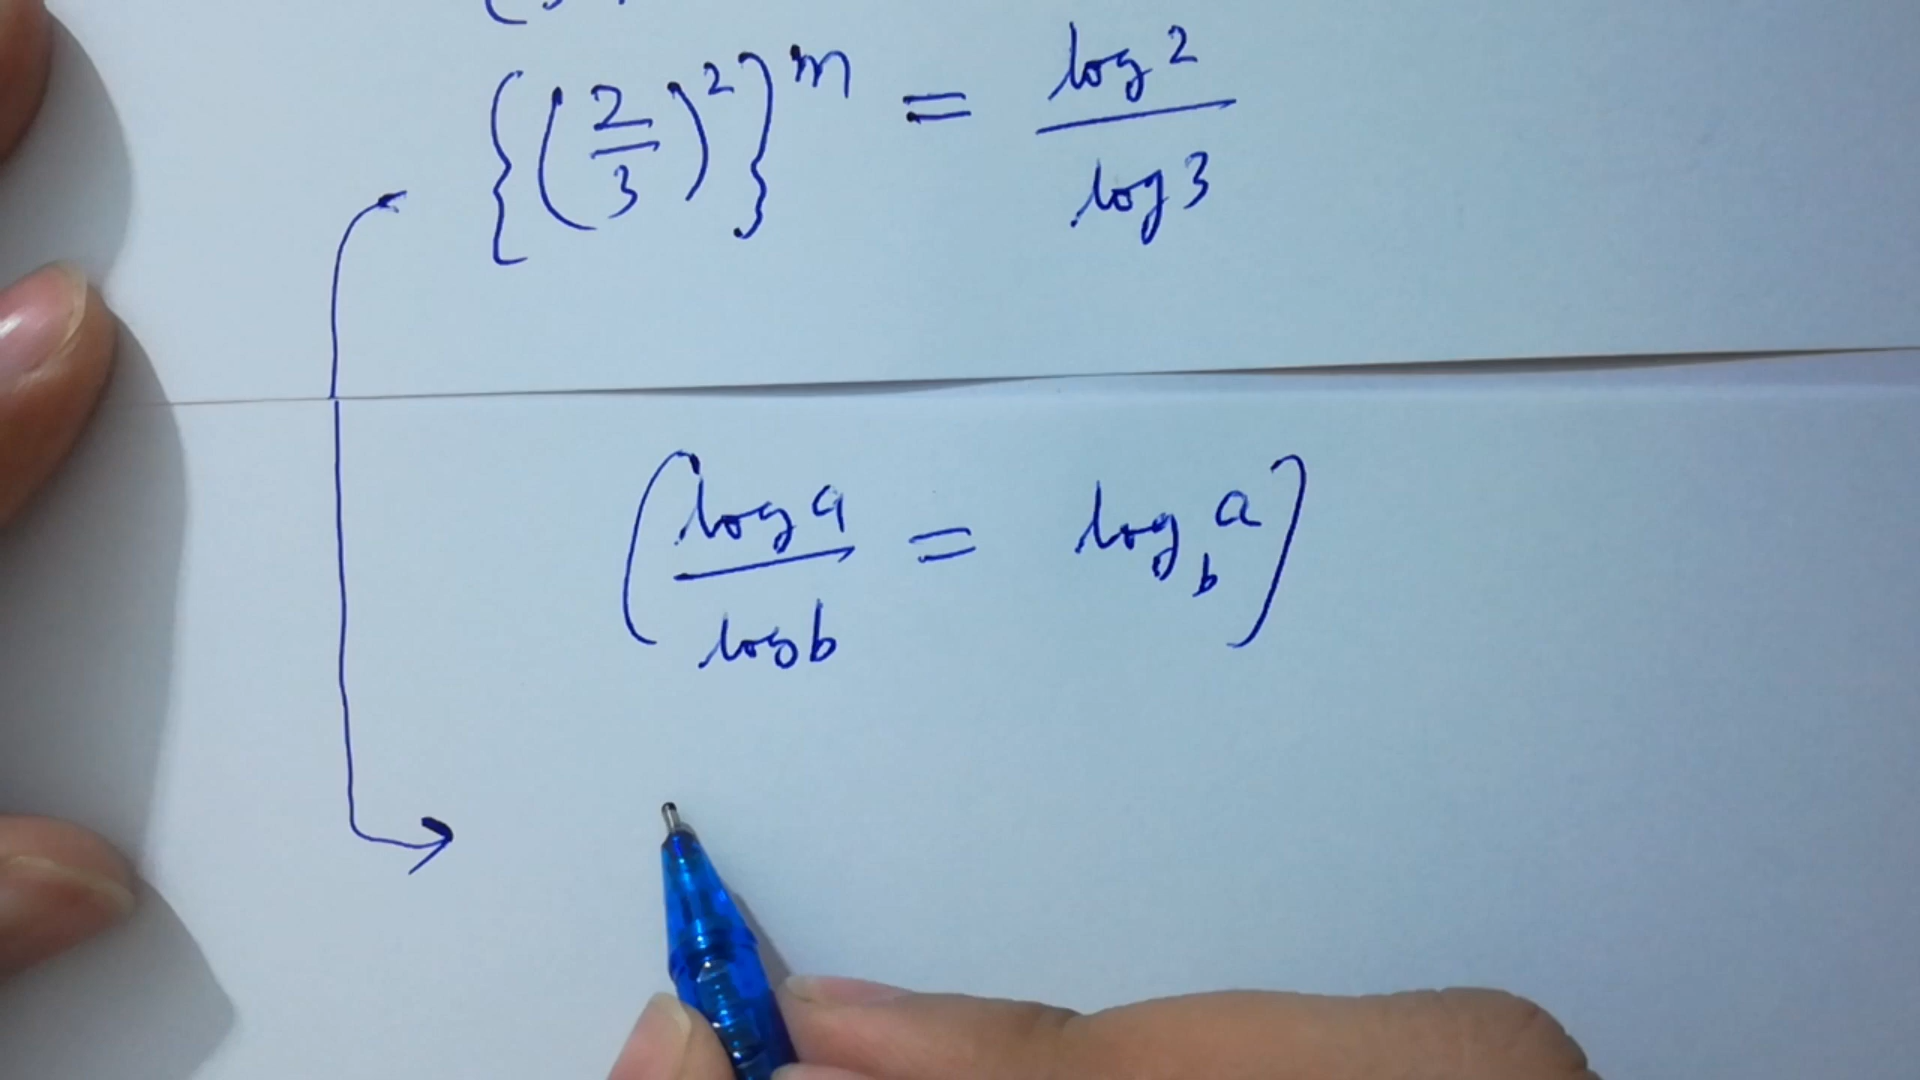 {(2/3)²}ᵐ = log 2 / log 3
(log a / log b = log_b a)